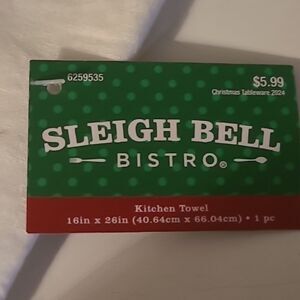 6259535
$5.99
Christmas Tableware 2024
SLEIGH BELL
BISTRO®
Kitchen Towel
16in x 26in (40.64cm x 66.04cm) • 1 pc